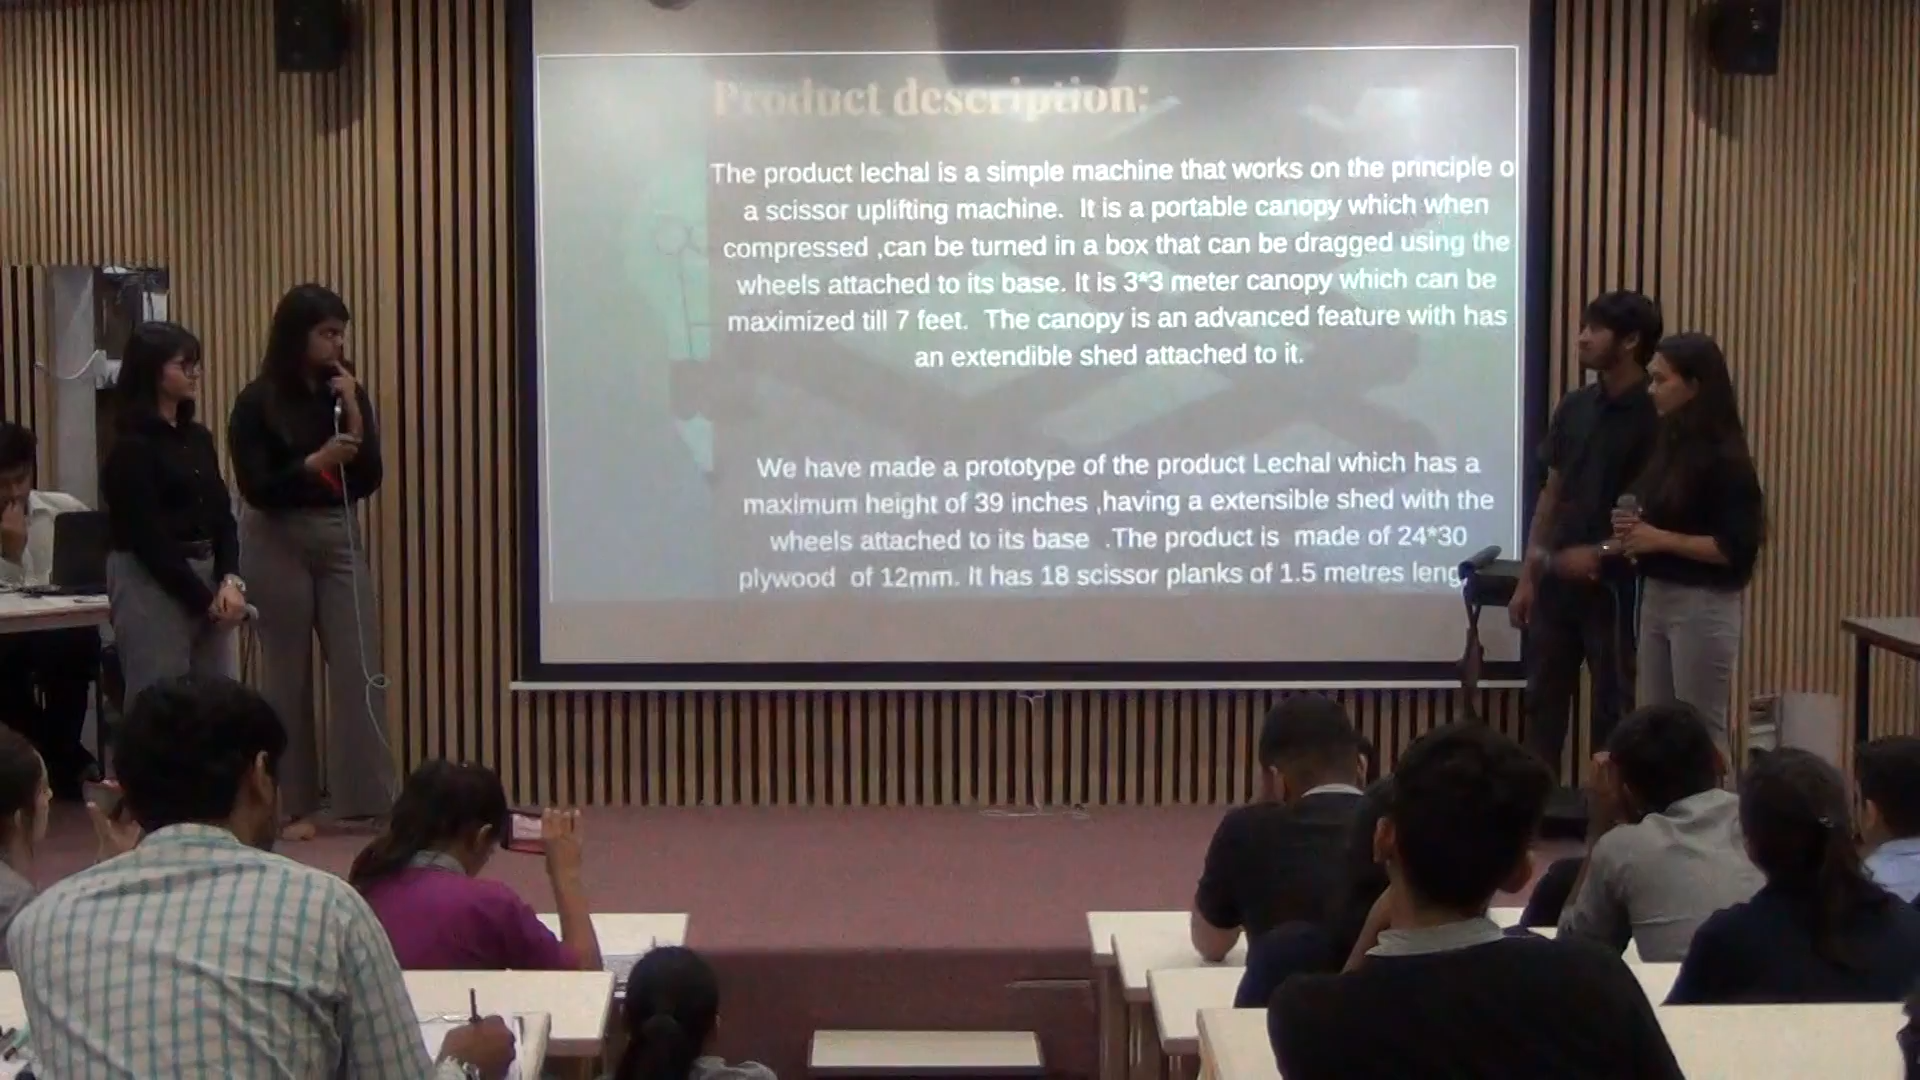 Product description:
The product lechal is a simple machine that works on the principle o
a scissor uplifting machine. It is a portable canopy which when
compressed ,can be turned in a box that can be dragged using the
wheels attached to its base. It is 3*3 meter canopy which can be
maximized till 7 feet. The canopy is an advanced feature with has
an extendible shed attached to it.
We have made a prototype of the product Lechal which has a
maximum height of 39 inches ,having a extensible shed with the
wheels attached to its base .The product is made of 24*30
plywood of 12mm. It has 18 scissor planks of 1.5 metres leng